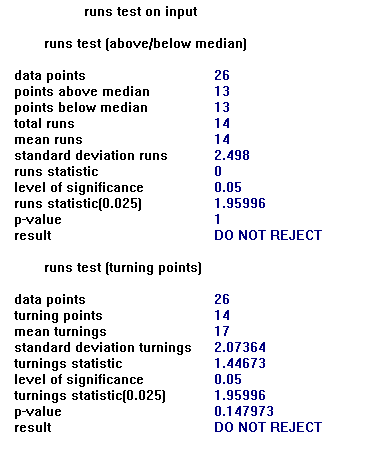 runs test on input
runs test (above/below median)
data points 26
points above median 13
points below median 13
total runs 14
mean runs 14
standard deviation runs 2.498
runs statistic 0
level of significance 0.05
runs statistic(0.025) 1.95996
p-value 1
result DO NOT REJECT
runs test (turning points)
data points 26
turning points 14
mean turnings 17
standard deviation turnings 2.07364
turnings statistic 1.44673
level of significance 0.05
turnings statistic(0.025) 1.95996
p-value 0.147973
result DO NOT REJECT